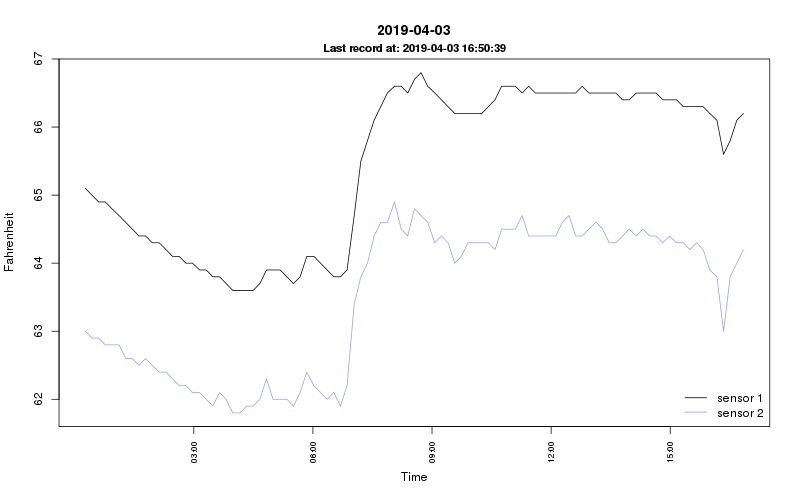 2019-04-03
Last record at: 2019-04-03 16:50:39
Fahrenheit
67
66
65
64
63
62
sensor 1
sensor 2
03:00
06:00
09:00
12:00
15:00
Time